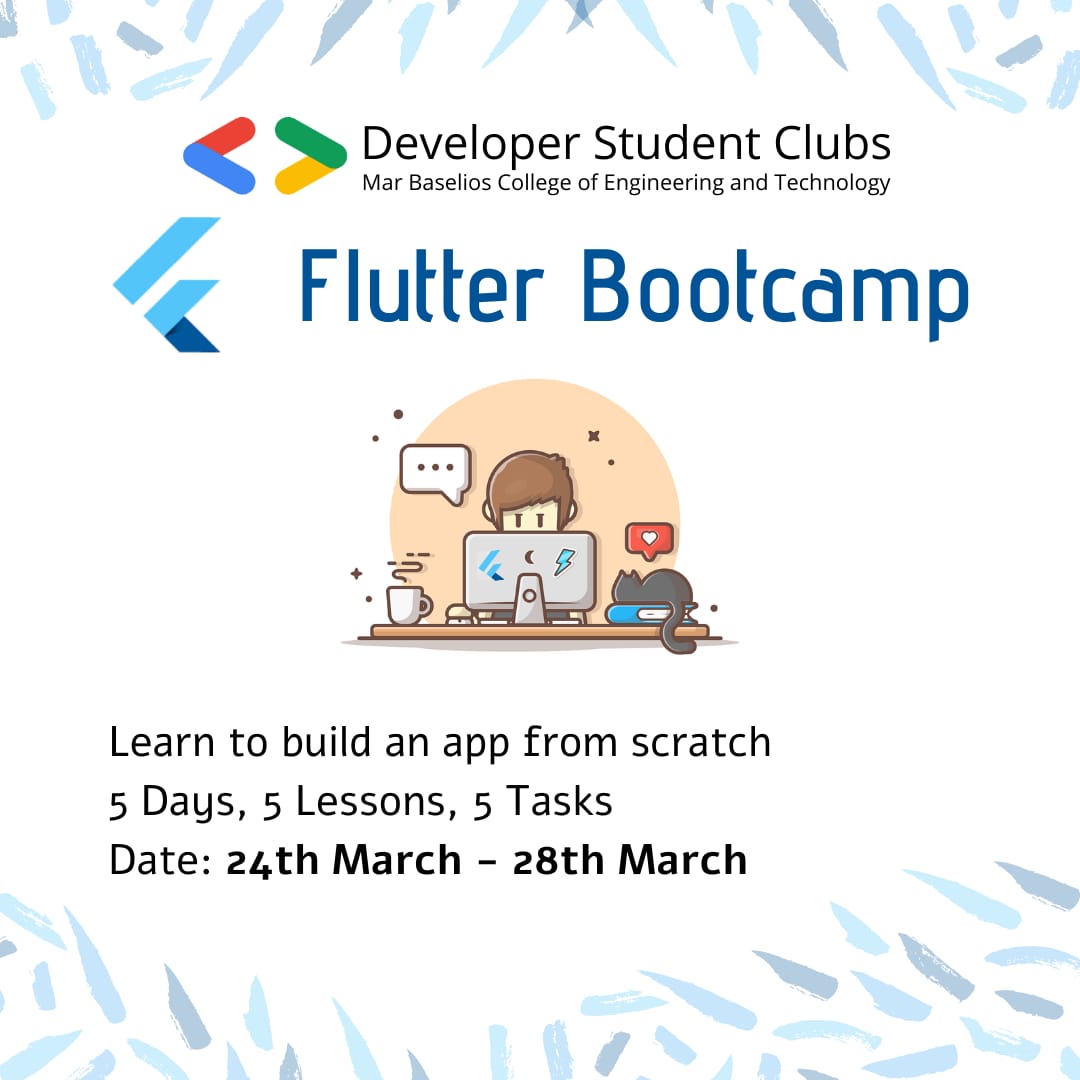 Developer Student Clubs
Mar Baselios College of Engineering and Technology
Flutter Bootcamp
Learn to build an app from scratch
5 Days, 5 Lessons, 5 Tasks
Date: 24th March - 28th March